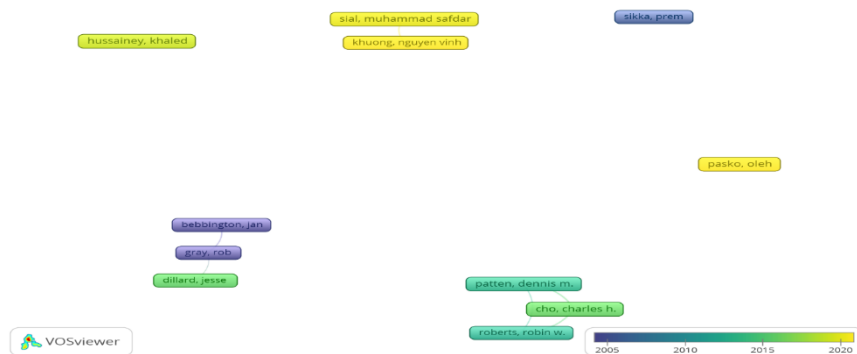 sial, muhammad safdar
sikka, prem
hussainey, khaled
khuong, nguyen vinh
pasko, oleh
bebbington, jan
gray, rob
dillard, jesse
patten, dennis m.
cho, charles h.
roberts, robin w.
VOSviewer
2005 2010 2015 2020